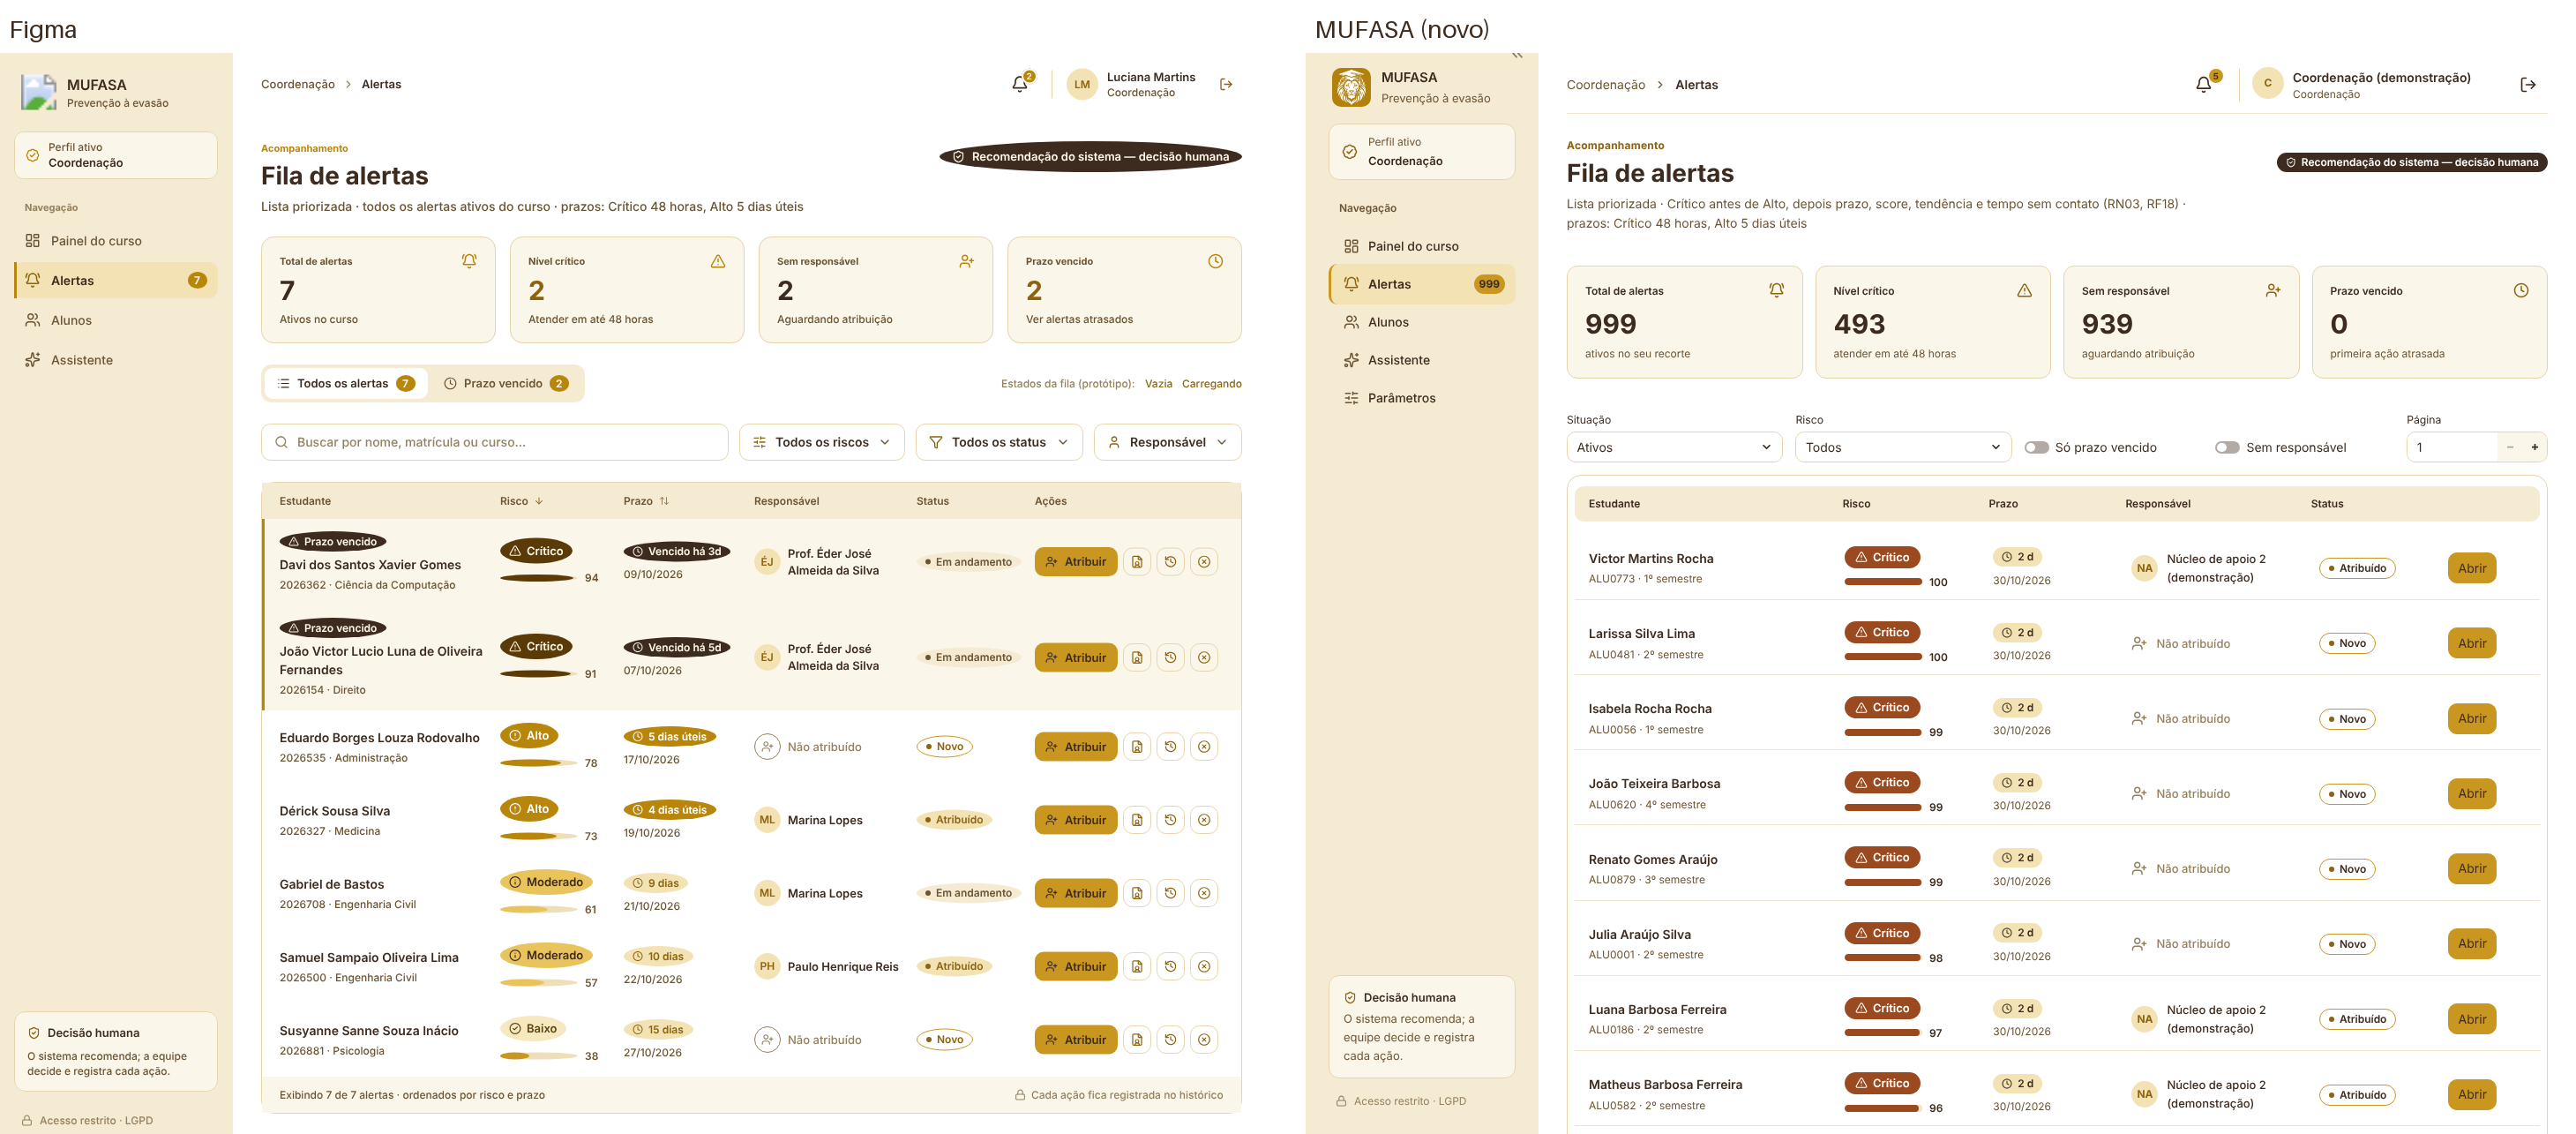 Figma
MUFASA
Prevenção à evasão
Perfil ativo
Coordenação
Navegação
Painel do curso
Alertas 7
Alunos
Assistente
Decisão humana
O sistema recomenda; a equipe
decide e registra cada ação.
Acesso restrito · LGPD
Coordenação > Alertas
2
LM
Luciana Martins
Coordenação
Acompanhamento
Fila de alertas
Lista priorizada · todos os alertas ativos do curso · prazos: Crítico 48 horas, Alto 5 dias úteis
Recomendação do sistema — decisão humana
Total de alertas
7
Ativos no curso
Nível crítico
2
Atender em até 48 horas
Sem responsável
2
Aguardando atribuição
Prazo vencido
2
Ver alertas atrasados
Todos os alertas 7 Prazo vencido 2
Estados da fila (protótipo): Vazia Carregando
Buscar por nome, matrícula ou curso... Todos os riscos Todos os status Responsável
Estudante Risco ↓ Prazo ↑↓ Responsável Status Ações
Prazo vencido
Davi dos Santos Xavier Gomes
2026362 · Ciência da Computação
Crítico
94
Vencido há 3d
09/10/2026
ÉJ
Prof. Éder José
Almeida da Silva
Em andamento
Atribuir
Prazo vencido
João Victor Lucio Luna de Oliveira
Fernandes
2026154 · Direito
Crítico
91
Vencido há 5d
07/10/2026
ÉJ
Prof. Éder José
Almeida da Silva
Em andamento
Atribuir
Eduardo Borges Louza Rodovalho
2026535 · Administração
Alto
78
5 dias úteis
17/10/2026
Não atribuído
Novo
Atribuir
Dérick Sousa Silva
2026327 · Medicina
Alto
73
4 dias úteis
19/10/2026
ML
Marina Lopes
Atribuído
Atribuir
Gabriel de Bastos
2026708 · Engenharia Civil
Moderado
61
9 dias
21/10/2026
ML
Marina Lopes
Em andamento
Atribuir
Samuel Sampaio Oliveira Lima
2026500 · Engenharia Civil
Moderado
57
10 dias
22/10/2026
PH
Paulo Henrique Reis
Atribuído
Atribuir
Susyanne Sanne Souza Inácio
2026881 · Psicologia
Baixo
38
15 dias
27/10/2026
Não atribuído
Novo
Atribuir
Exibindo 7 de 7 alertas · ordenados por risco e prazo
Cada ação fica registrada no histórico
MUFASA (novo)
MUFASA
Prevenção à evasão
Perfil ativo
Coordenação
Navegação
Painel do curso
Alertas 999
Alunos
Assistente
Parâmetros
Decisão humana
O sistema recomenda; a
equipe decide e registra
cada ação.
Acesso restrito · LGPD
Coordenação > Alertas
5
C
Coordenação (demonstração)
Coordenação
Acompanhamento
Fila de alertas
Lista priorizada · Crítico antes de Alto, depois prazo, score, tendência e tempo sem contato (RN03, RF18) ·
prazos: Crítico 48 horas, Alto 5 dias úteis
Recomendação do sistema — decisão humana
Total de alertas
999
ativos no seu recorte
Nível crítico
493
atender em até 48 horas
Sem responsável
939
aguardando atribuição
Prazo vencido
0
primeira ação atrasada
Situação
Ativos
Risco
Todos
Só prazo vencido
Sem responsável
Página
1 − +
Estudante Risco Prazo Responsável Status
Victor Martins Rocha
ALU0773 · 1º semestre
Crítico
100
2 d
30/10/2026
NA
Núcleo de apoio 2
(demonstração)
Atribuído
Abrir
Larissa Silva Lima
ALU0481 · 2º semestre
Crítico
100
2 d
30/10/2026
Não atribuído
Novo
Abrir
Isabela Rocha Rocha
ALU0056 · 1º semestre
Crítico
99
2 d
30/10/2026
Não atribuído
Novo
Abrir
João Teixeira Barbosa
ALU0620 · 4º semestre
Crítico
99
2 d
30/10/2026
Não atribuído
Novo
Abrir
Renato Gomes Araújo
ALU0879 · 3º semestre
Crítico
99
2 d
30/10/2026
Não atribuído
Novo
Abrir
Julia Araújo Silva
ALU0001 · 2º semestre
Crítico
98
2 d
30/10/2026
Não atribuído
Novo
Abrir
Luana Barbosa Ferreira
ALU0186 · 2º semestre
Crítico
97
2 d
30/10/2026
NA
Núcleo de apoio 2
(demonstração)
Atribuído
Abrir
Matheus Barbosa Ferreira
ALU0582 · 2º semestre
Crítico
96
2 d
30/10/2026
NA
Núcleo de apoio 2
(demonstração)
Atribuído
Abrir